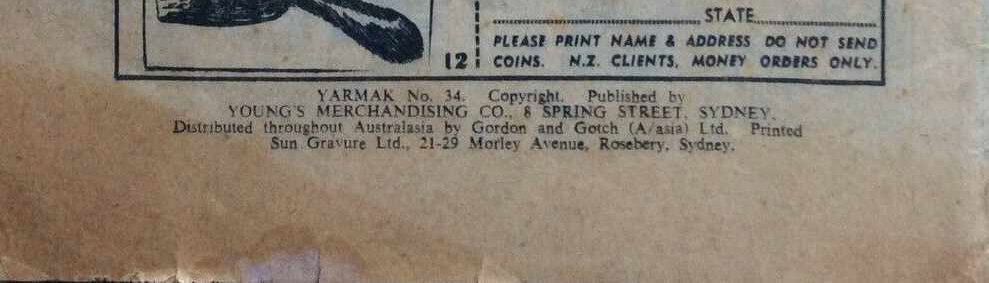 STATE
PLEASE PRINT NAME & ADDRESS DO NOT SEND
12 COINS. N.Z. CLIENTS, MONEY ORDERS ONLY.
YARMAK No. 34. Copyright. Published by
YOUNG'S MERCHANDISING CO., 8 SPRING STREET, SYDNEY.
Distributed throughout Australasia by Gordon and Gotch (A/asia) Ltd. Printed
Sun Gravure Ltd., 21-29 Morley Avenue, Rosebery, Sydney.